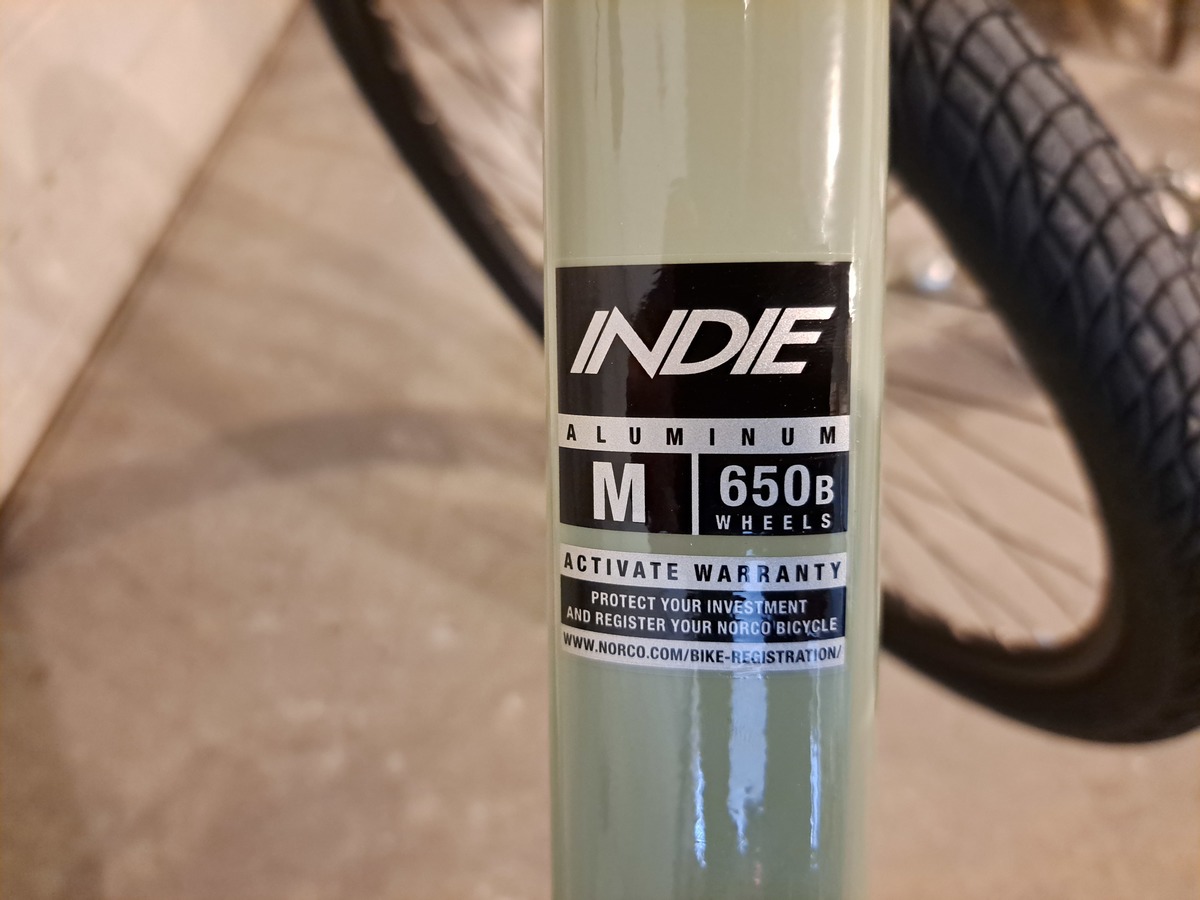 INDIE
ALUMINUM
M 650B
WHEELS
ACTIVATE WARRANTY
PROTECT YOUR INVESTMENT
AND REGISTER YOUR NORCO BICYCLE
WWW.NORCO.COM/BIKE-REGISTRATION/